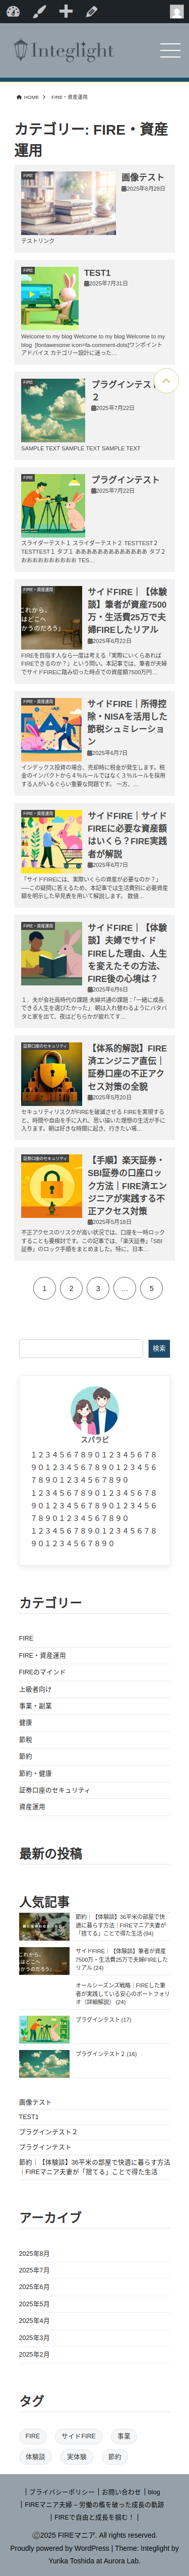 Integlight
HOME > FIRE・資産運用
カテゴリー: FIRE・資産
運用
FIRE
画像テスト
2025年8月28日
テストリンク
FIRE
TEST1
2025年7月31日
Welcome to my blog Welcome to my blog Welcome to my
blog [fontawesome icon=fa-comment-dots]ワンポイント
アドバイス カテゴリー設計に迷った...
FIRE
プラグインテスト
２
2025年7月22日
SAMPLE TEXT SAMPLE TEXT SAMPLE TEXT
FIRE
プラグインテスト
2025年7月22日
スライダーテスト１ スライダーテスト２ TESTTEST２
TESTTEST１ タブ１ ああああああああああああああ タブ２
おおおおおおおおおおお TES…
FIRE・資産運用
サイドFIRE｜【体験
談】筆者が資産7500
万・生活費25万で夫
婦FIREしたリアル
2025年6月22日
FIREを目指す人なら一度は考える「実際にいくらあれば
FIREできるのか？」という問い。本記事では、筆者が夫婦
でサイドFIREに踏み切った時点での資産額7500万円…
FIRE・資産運用
サイドFIRE｜所得控
除・NISAを活用した
節税シュミレーショ
ン
2025年6月7日
インデックス投資の場合、売却時に税金が発生します。税
金のインパクトから４％ルールではなく３％ルールを採用
する人がいるぐらい重要な問題です。 一方、…
FIRE・資産運用
サイドFIRE｜サイド
FIREに必要な資産額
はいくら？FIRE実践
者が解説
2025年6月7日
「サイドFIREには、実際いくらの資産が必要なのか？」
──この疑問に答えるため、本記事では生活費別に必要資産
額を明示した早見表を用いて解説します。 数値…
FIRE・資産運用
サイドFIRE｜【体験
談】夫婦でサイド
FIREした理由、人生
を変えたその方法、
FIRE後の心境は？
2025年6月6日
１．夫が会社員時代の課題 夫婦共通の課題：「一緒に成長
できる人生を選びたかった」 朝は入れ替わるようにバタバ
タと家を出て、夜はどちらかが疲れてす…
証券口座のセキュリティ
【体系的解説】FIRE
済エンジニア直伝｜
証券口座の不正アク
セス対策の全貌
2025年5月20日
セキュリティリスクがFIREを破滅させる FIREを実現する
と、時間や自由を手に入れ、思い描いた理想の生活が手に
入ります。朝は好きな時間に起き、行きたい場…
証券口座のセキュリティ
【手順】楽天証券・
SBI証券の口座ロッ
ク方法｜FIRE済エン
ジニアが実践する不
正アクセス対策
2025年5月18日
不正アクセスのリスクが高い状況では、口座を一時ロック
することも要検討です。この記事では、「楽天証券」「SBI
証券」のロック手順をまとめました。特に、日本…
1 2 3 … 5
検索
スパラビ
１２３４５６７８９０１２３４５６７８
９０１２３４５６７８９０１２３４５６
７８９０１２３４５６７８９０
１２３４５６７８９０１２３４５６７８
９０１２３４５６７８９０１２３４５６
７８９０１２３４５６７８９０
１２３４５６７８９０１２３４５６７８
９０１２３４５６７８９０
カテゴリー
FIRE
FIRE・資産運用
FIREのマインド
上級者向け
事業・副業
健康
節税
節約
節約・健康
証券口座のセキュリティ
資産運用
最新の投稿
人気記事
節約｜【体験談】36平米の部屋で快
適に暮らす方法｜FIREマニア夫妻が
「捨てる」ことで得た生活 (94)
サイドFIRE｜【体験談】筆者が資産
7500万・生活費25万で夫婦FIREした
リアル (24)
オールシーズンズ戦略｜FIREした筆
者が実践している安心のポートフォリ
オ（詳細解説） (24)
プラグインテスト (17)
プラグインテスト２ (16)
画像テスト
TEST1
プラグインテスト２
プラグインテスト
節約｜【体験談】36平米の部屋で快適に暮らす方法
｜FIREマニア夫妻が「捨てる」ことで得た生活
アーカイブ
2025年8月
2025年7月
2025年6月
2025年5月
2025年4月
2025年3月
2025年2月
タグ
FIRE サイドFIRE 事業
体験談 実体験 節約
| プライバシーポリシー | お問い合わせ | blog
| FIREマニア夫婦 – 労働の檻を破った成長の軌跡
| FIREで自由と成長を掴む！ |
©2025 FIREマニア. All rights reserved.
Proudly powered by WordPress | Theme: Integlight by
Yunka Toshida at Aurora Lab.